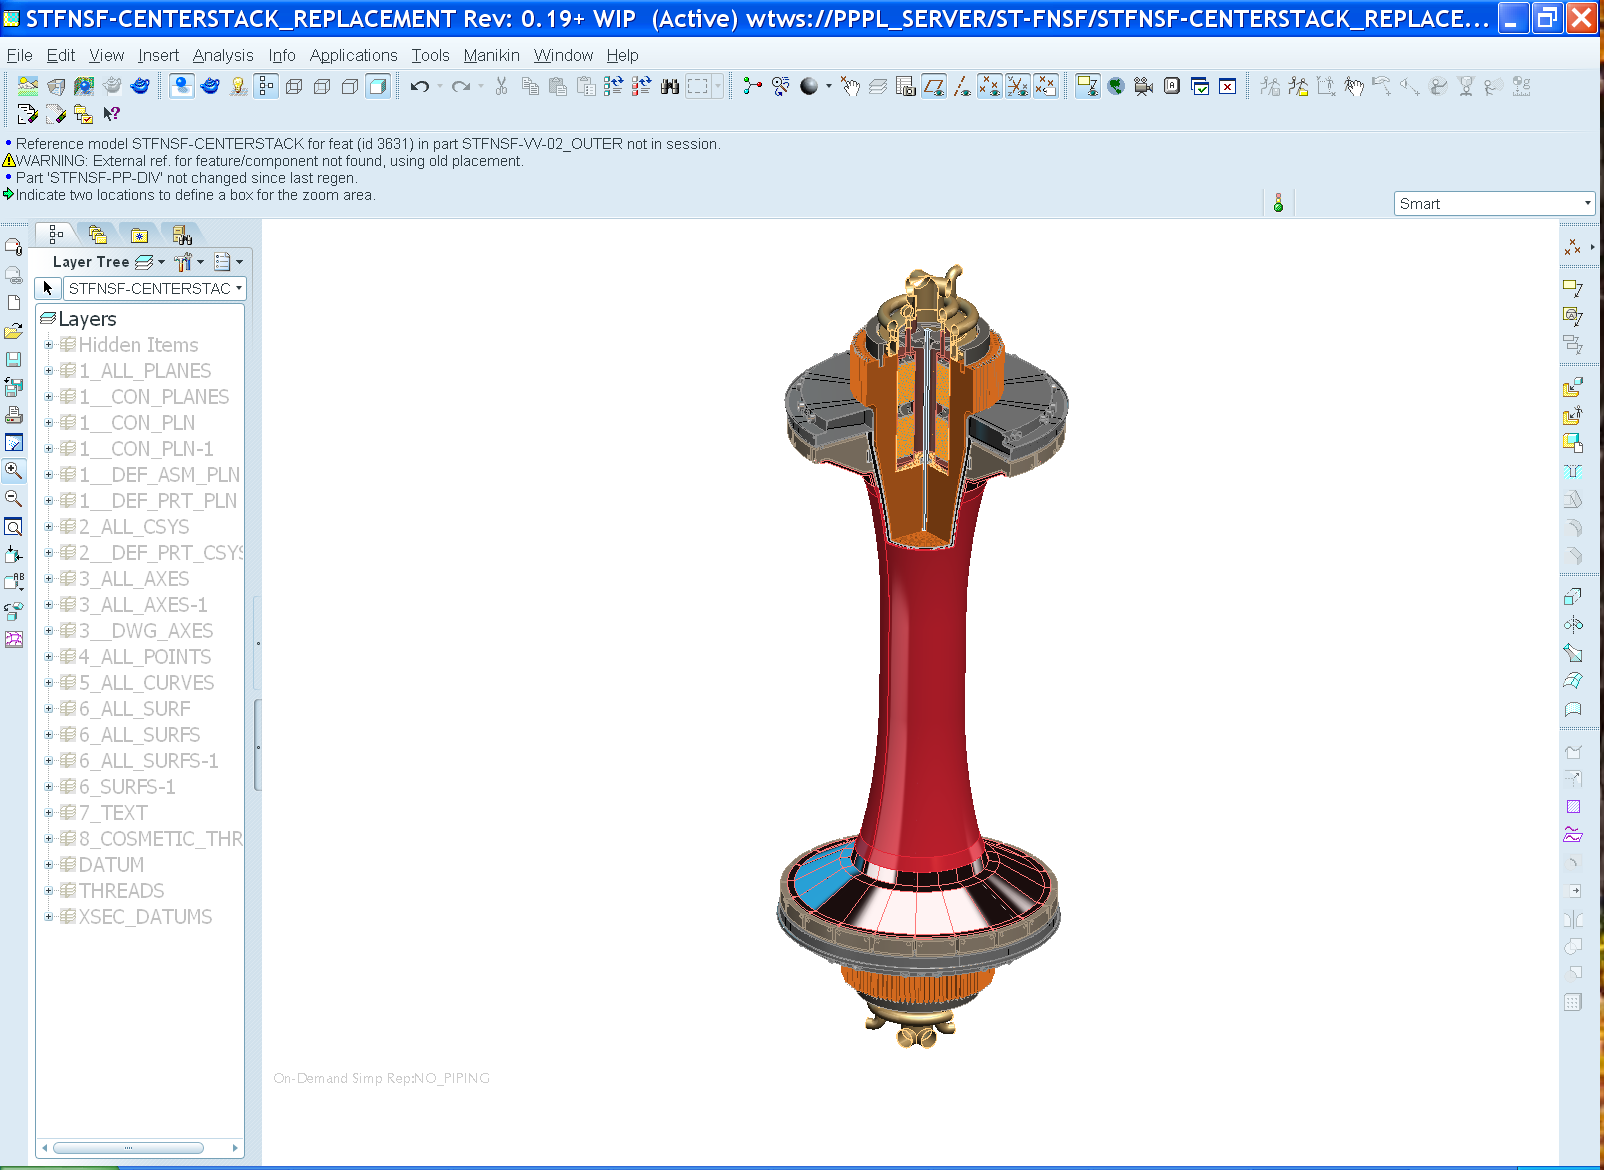 STFNSF-CENTERSTACK_REPLACEMENT Rev: 0.19+ WIP (Active) wtws://PPPL_SERVER/ST-FNSF/STFNSF-CENTERSTACK_REPLACE...
File Edit View Insert Analysis Info Applications Tools Manikin Window Help
Reference model STFNSF-CENTERSTACK for feat (id 3631) in part STFNSF-VV-02_OUTER not in session.
WARNING: External ref. for feature/component not found, using old placement.
Part 'STFNSF-PP-DIV' not changed since last regen.
Indicate two locations to define a box for the zoom area.
Smart
Layer Tree
STFNSF-CENTERSTAC
Layers
Hidden Items
1_ALL_PLANES
1__CON_PLANES
1__CON_PLN
1__CON_PLN-1
1__DEF_ASM_PLN
1__DEF_PRT_PLN
2_ALL_CSYS
2__DEF_PRT_CSYS
3_ALL_AXES
3_ALL_AXES-1
3__DWG_AXES
4_ALL_POINTS
5_ALL_CURVES
6_ALL_SURF
6_ALL_SURFS
6_ALL_SURFS-1
6_SURFS-1
7_TEXT
8_COSMETIC_THR
DATUM
THREADS
XSEC_DATUMS
On-Demand Simp Rep:NO_PIPING